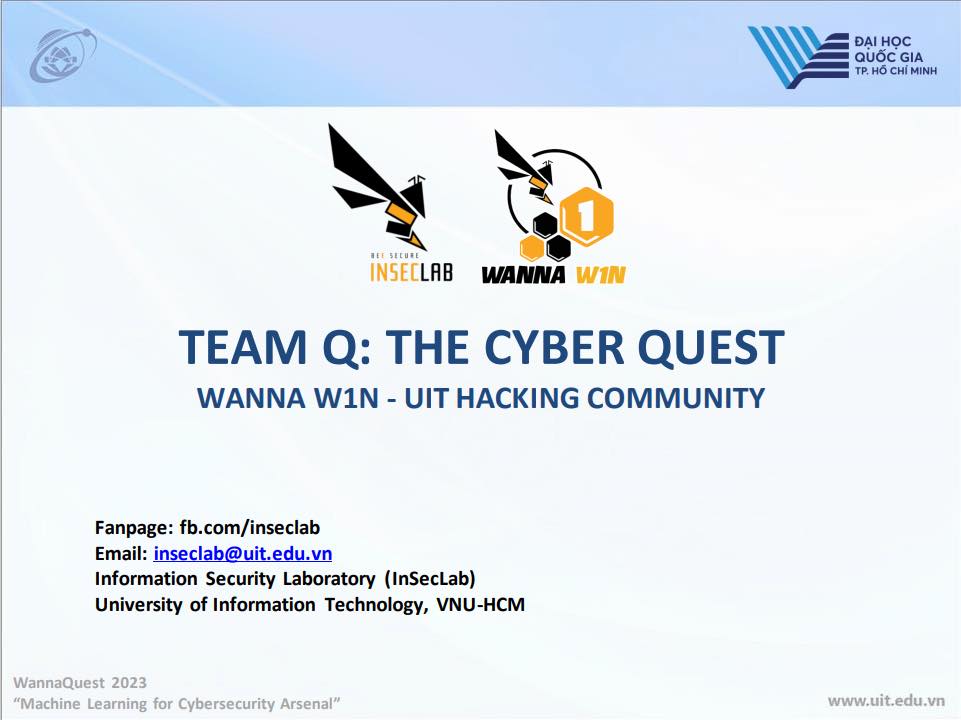 ĐẠI HỌC
QUỐC GIA
TP. HỒ CHÍ MINH
BEE SECURE
INSECLAB
1
WANNA W1N
TEAM Q: THE CYBER QUEST
WANNA W1N - UIT HACKING COMMUNITY
Fanpage: fb.com/inseclab
Email: inseclab@uit.edu.vn
Information Security Laboratory (InSecLab)
University of Information Technology, VNU-HCM
WannaQuest 2023
“Machine Learning for Cybersecurity Arsenal”
www.uit.edu.vn